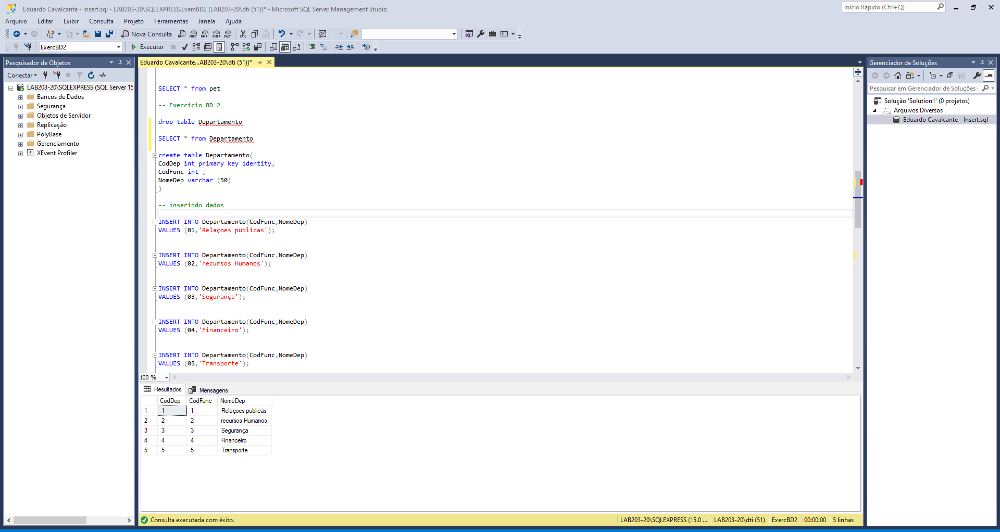 Eduardo Cavalcante - Insert.sql - LAB203-20\SQLEXPRESS.ExercBD2 (LAB203-20\dti (51))* - Microsoft SQL Server Management Studio
Início Rápido (Ctrl+Q)
Arquivo Editar Exibir Consulta Projeto Ferramentas Janela Ajuda
Nova Consulta
ExercBD2
Executar
Pesquisador de Objetos
Conectar
LAB203-20\SQLEXPRESS (SQL Server 15
Bancos de Dados
Segurança
Objetos de Servidor
Replicação
PolyBase
Gerenciamento
XEvent Profiler
Eduardo Cavalcante...AB203-20\dti (51))*
SELECT * from pet
-- Exercicio BD 2
drop table Departamento
SELECT * from Departamento
create table Departamento(
CodDep int primary key identity,
CodFunc int ,
NomeDep varchar (50)
)
-- inserindo dados
INSERT INTO Departamento(CodFunc,NomeDep)
VALUES (01,'Relaçoes publicas');
INSERT INTO Departamento(CodFunc,NomeDep)
VALUES (02,'recursos Humanos');
INSERT INTO Departamento(CodFunc,NomeDep)
VALUES (03,'Segurança');
INSERT INTO Departamento(CodFunc,NomeDep)
VALUES (04,'Financeiro');
INSERT INTO Departamento(CodFunc,NomeDep)
VALUES (05,'Transporte');
100 %
Resultados Mensagens
CodDep CodFunc NomeDep
1 1 1 Relaçoes publicas
2 2 2 recursos Humanos
3 3 3 Segurança
4 4 4 Financeiro
5 5 5 Transporte
Consulta executada com êxito.
LAB203-20\SQLEXPRESS (15.0 ... LAB203-20\dti (51) ExercBD2 00:00:00 5 linhas
Gerenciador de Soluções
Pesquisar em Gerenciador de Soluções (
Solução 'Solution1' (0 projetos)
Arquivos Diversos
Eduardo Cavalcante - Insert.sql